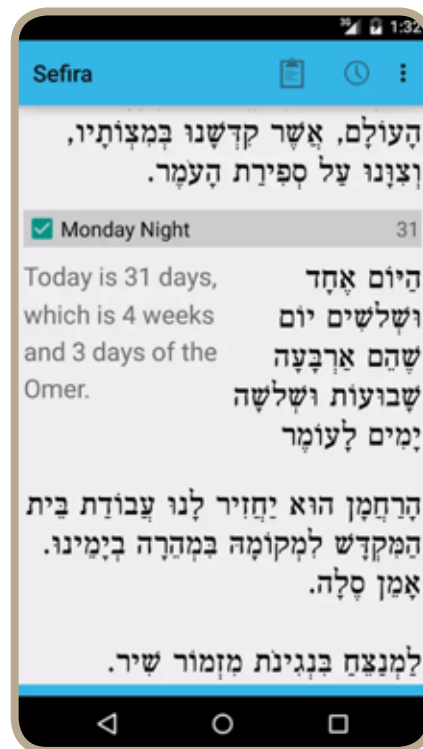 3G 1:32
Sefira
הָעוֹלָם, אֲשֶׁר קִדְּשָׁנוּ בְּמִצְוֹתָיו,
וְצִוָּנוּ עַל סְפִירַת הָעֹמֶר.
Monday Night 31
Today is 31 days,
which is 4 weeks
and 3 days of the
Omer.
הַיּוֹם אֶחָד
וּשְׁלֹשִׁים יוֹם
שֶׁהֵם אַרְבָּעָה
שָׁבוּעוֹת וּשְׁלֹשָׁה
יָמִים לָעוֹמֶר
הָרַחֲמָן הוּא יַחֲזִיר לָנוּ עֲבוֹדַת בֵּית
הַמִּקְדָּשׁ לִמְקוֹמָהּ בִּמְהֵרָה בְיָמֵינוּ.
אָמֵן סֶלָה.
לַמְנַצֵּחַ בִּנְגִינֹת מִזְמוֹר שִׁיר.